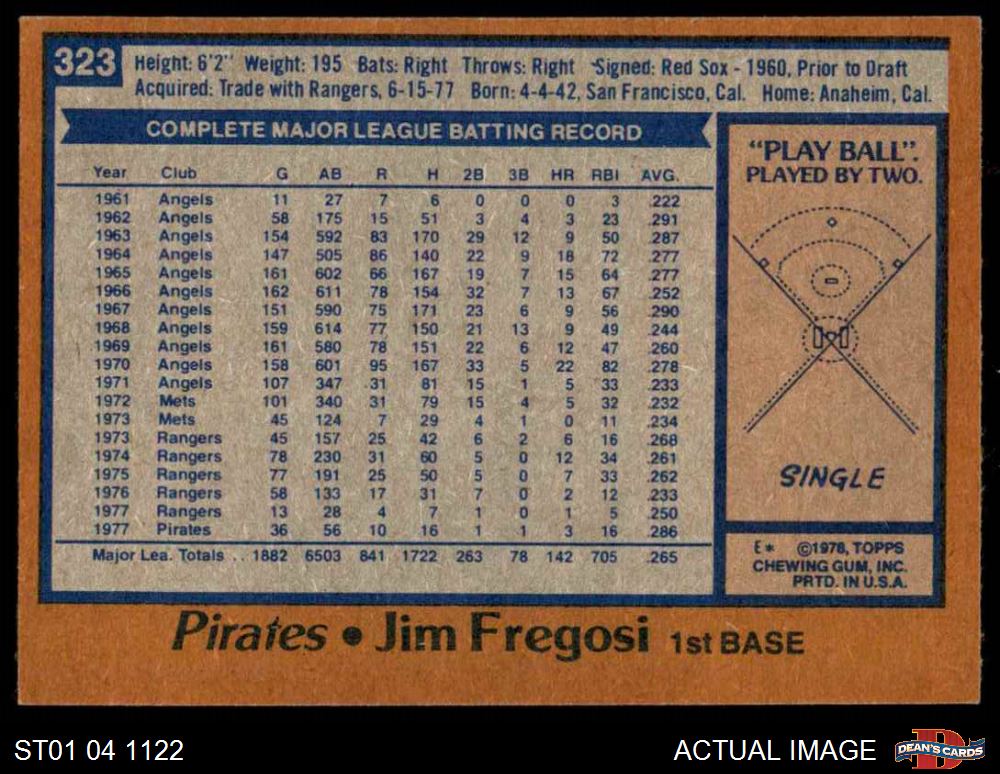 323
Height: 6'2" Weight: 195 Bats: Right Throws: Right Signed: Red Sox - 1960, Prior to Draft
Acquired: Trade with Rangers, 6-15-77 Born: 4-4-42, San Francisco, Cal. Home: Anaheim, Cal.
COMPLETE MAJOR LEAGUE BATTING RECORD
Year Club G AB R H 2B 3B HR RBI AVG.
1961 Angels 11 27 7 6 0 0 0 3 .222
1962 Angels 58 175 15 51 3 4 3 23 .291
1963 Angels 154 592 83 170 29 12 9 50 .287
1964 Angels 147 505 86 140 22 9 18 72 .277
1965 Angels 161 602 66 167 19 7 15 64 .277
1966 Angels 162 611 78 154 32 7 13 67 .252
1967 Angels 151 590 75 171 23 6 9 56 .290
1968 Angels 159 614 77 150 21 13 9 49 .244
1969 Angels 161 580 78 151 22 6 12 47 .260
1970 Angels 158 601 95 167 33 5 22 82 .278
1971 Angels 107 347 31 81 15 1 5 33 .233
1972 Mets 101 340 31 79 15 4 5 32 .232
1973 Mets 45 124 7 29 4 1 0 11 .234
1973 Rangers 45 157 25 42 6 2 6 16 .268
1974 Rangers 78 230 31 60 5 0 12 34 .261
1975 Rangers 77 191 25 50 5 0 7 33 .262
1976 Rangers 58 133 17 31 7 0 2 12 .233
1977 Rangers 13 28 4 7 1 0 1 5 .250
1977 Pirates 36 56 10 16 1 1 3 16 .286
Major Lea. Totals .. 1882 6503 841 1722 263 78 142 705 .265
"PLAY BALL".
PLAYED BY TWO.
SINGLE
E* ©1978, TOPPS
CHEWING GUM, INC.
PRTD. IN U.S.A.
Pirates • Jim Fregosi 1st BASE
ST01 04 1122
ACTUAL IMAGE
DEAN'S CARDS